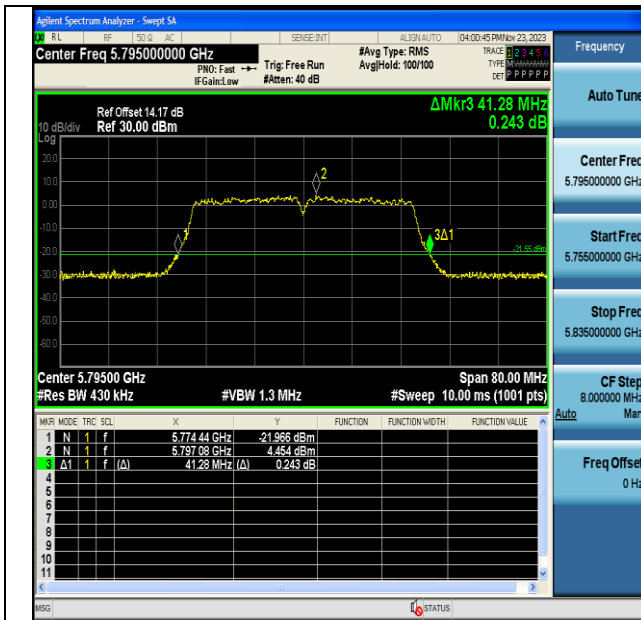 Agilent Spectrum Analyzer - Swept SA
RL RF 50 Ω AC SENSE:INT ALIGN AUTO 04:00:45 PM Nov 23, 2023
Center Freq 5.795000000 GHz
PNO: Fast
IFGain:Low
Trig: Free Run
#Atten: 40 dB
#Avg Type: RMS
Avg|Hold: 100/100
TRACE 1 2 3 4 5 6
TYPE M
DET P P P P P P
Frequency
Auto Tune
Center Freq
5.795000000 GHz
Start Freq
5.755000000 GHz
Stop Freq
5.835000000 GHz
CF Step
8.000000 MHz
Auto Man
Freq Offset
0 Hz
Ref Offset 14.17 dB
10 dB/div Ref 30.00 dBm
Log
ΔMkr3 41.28 MHz
0.243 dB
20.0
10.0
0.00
-10.0
-20.0
-30.0
-40.0
-50.0
-60.0
1
2
3Δ1
-21.55 dBm
Center 5.79500 GHz Span 80.00 MHz
#Res BW 430 kHz #VBW 1.3 MHz #Sweep 10.00 ms (1001 pts)
MKR MODE TRC SCL X Y FUNCTION FUNCTION WIDTH FUNCTION VALUE
1 N 1 f 5.774 44 GHz -21.966 dBm
2 N 1 f 5.797 08 GHz 4.454 dBm
3 Δ1 1 f (Δ) 41.28 MHz (Δ) 0.243 dB
4
5
6
7
8
9
10
11
MSG STATUS